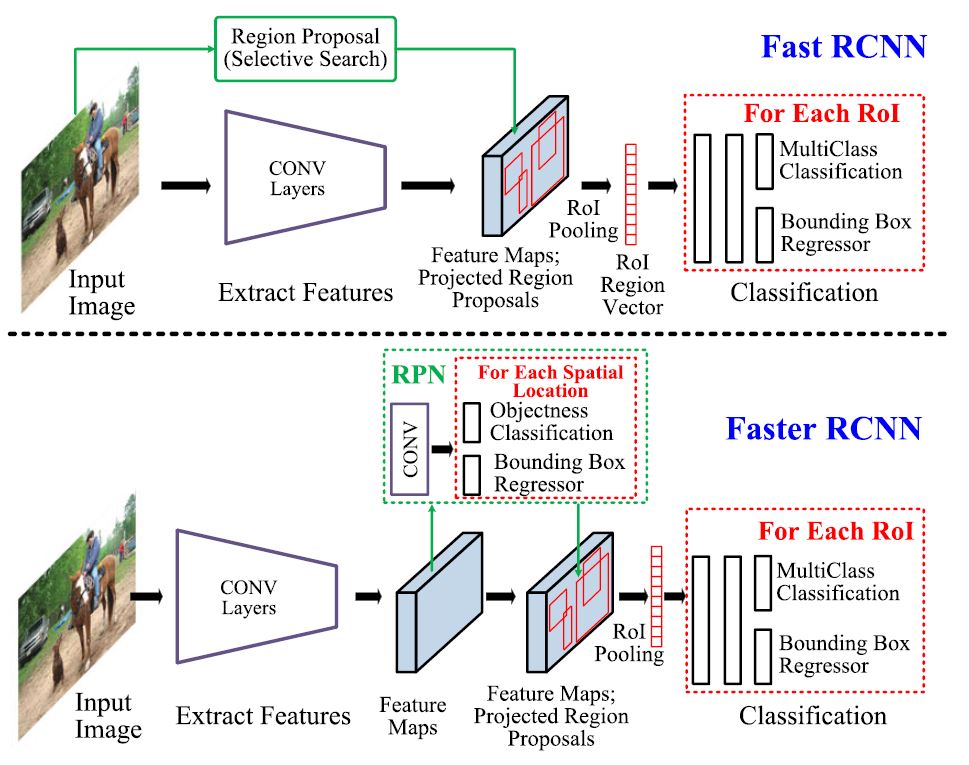 Region Proposal
(Selective Search)
Fast RCNN
For Each RoI
CONV
Layers
MultiClass
Classification
Bounding Box
Regressor
RoI
Pooling
Input
Image
Extract Features
Feature Maps;
Projected Region
Proposals
RoI
Region
Vector
Classification
RPN
For Each Spatial
Location
CONV
Objectness
Classification
Bounding Box
Regressor
Faster RCNN
For Each RoI
CONV
Layers
MultiClass
Classification
Bounding Box
Regressor
RoI
Pooling
Input
Image
Extract Features
Feature
Maps
Feature Maps;
Projected Region
Proposals
Classification